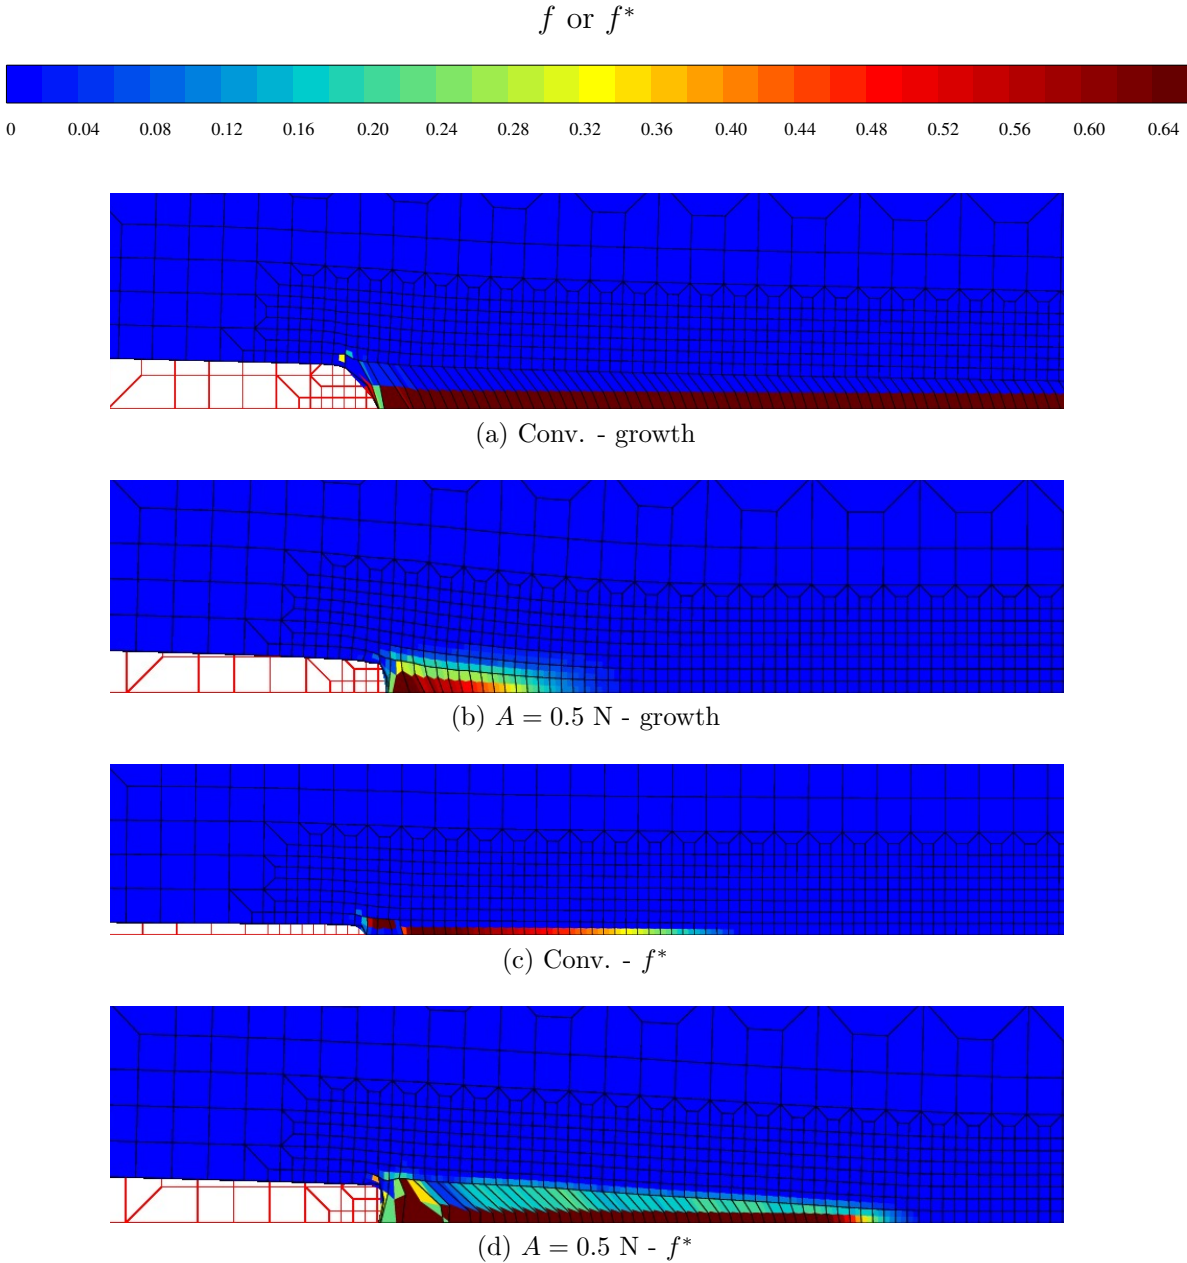 f or f*
0 0.04 0.08 0.12 0.16 0.20 0.24 0.28 0.32 0.36 0.40 0.44 0.48 0.52 0.56 0.60 0.64
(a) Conv. - growth
(b) A = 0.5 N - growth
(c) Conv. - f*
(d) A = 0.5 N - f*